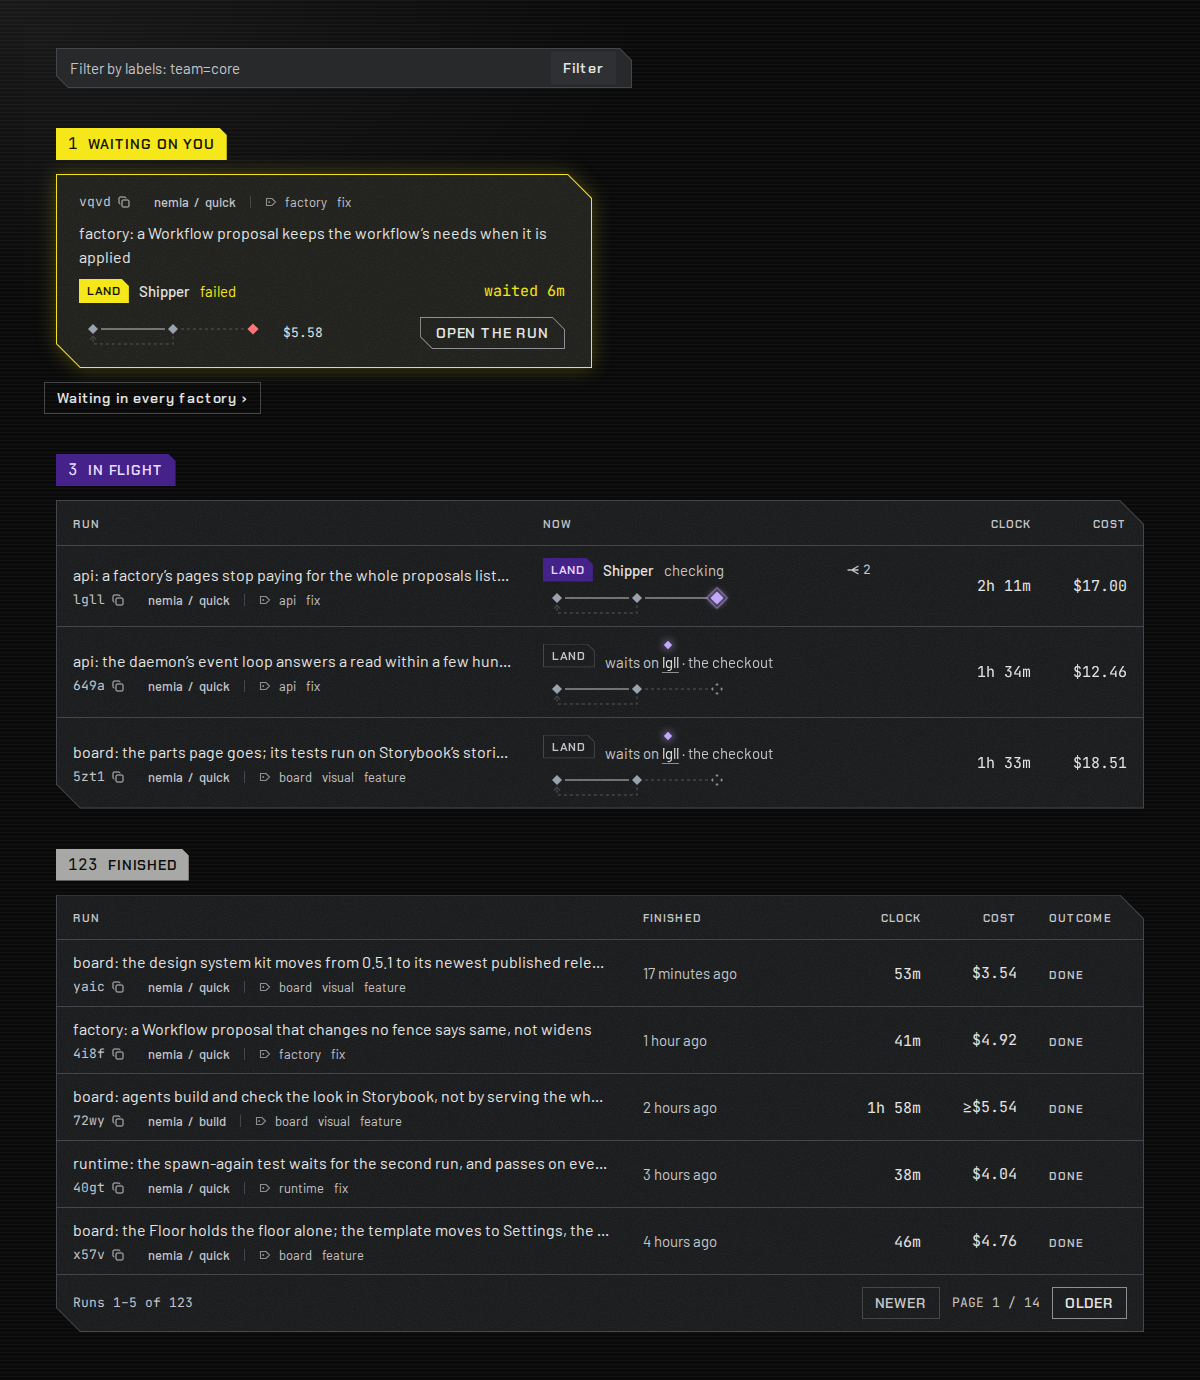 Filter by labels: team=core
Filter
1 WAITING ON YOU
vqvd nemla / quick factory fix
factory: a Workflow proposal keeps the workflow's needs when it is
applied
LAND Shipper failed waited 6m
$5.58 OPEN THE RUN
Waiting in every factory ›
3 IN FLIGHT
RUN NOW CLOCK COST
api: a factory's pages stop paying for the whole proposals list...
lgll nemla / quick api fix
LAND Shipper checking 2
2h 11m $17.00
api: the daemon's event loop answers a read within a few hun...
649a nemla / quick api fix
LAND waits on lgll · the checkout
1h 34m $12.46
board: the parts page goes; its tests run on Storybook's stori...
5zt1 nemla / quick board visual feature
LAND waits on lgll · the checkout
1h 33m $18.51
123 FINISHED
RUN FINISHED CLOCK COST OUTCOME
board: the design system kit moves from 0.5.1 to its newest published rele...
yaic nemla / quick board visual feature
17 minutes ago 53m $3.54 DONE
factory: a Workflow proposal that changes no fence says same, not widens
4i8f nemla / quick factory fix
1 hour ago 41m $4.92 DONE
board: agents build and check the look in Storybook, not by serving the wh...
72wy nemla / build board visual feature
2 hours ago 1h 58m ≥$5.54 DONE
runtime: the spawn-again test waits for the second run, and passes on eve...
40gt nemla / quick runtime fix
3 hours ago 38m $4.04 DONE
board: the Floor holds the floor alone; the template moves to Settings, the ...
x57v nemla / quick board feature
4 hours ago 46m $4.76 DONE
Runs 1–5 of 123 NEWER PAGE 1 / 14 OLDER